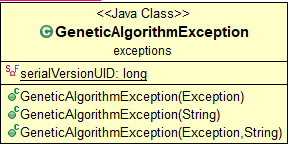 <<Java Class>>
GeneticAlgorithmException
exceptions
serialVersionUID: long
GeneticAlgorithmException(Exception)
GeneticAlgorithmException(String)
GeneticAlgorithmException(Exception,String)